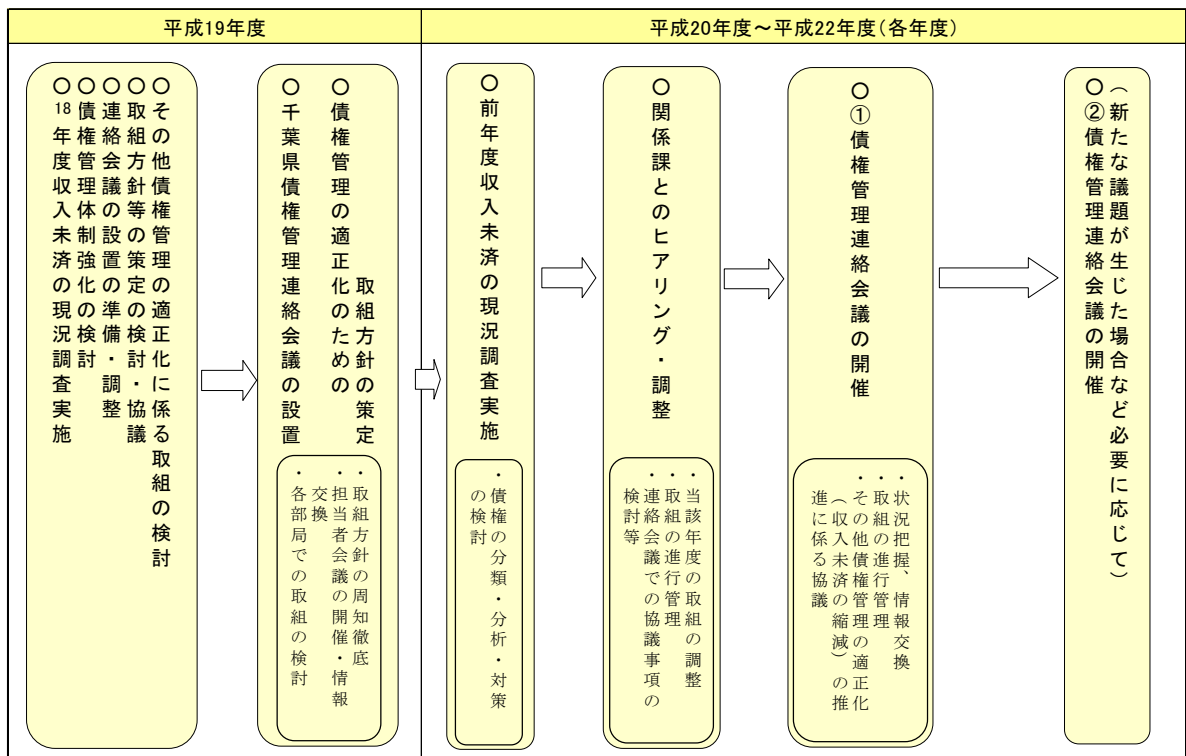 平成19年度
平成20年度～平成22年度（各年度）
○18年度収入未済の現況調査実施
○債権管理体制強化の検討
○連絡会議の設置の準備・調整
○取組方針等の策定の検討・協議
○その他債権管理の適正化に係る取組の検討
○千葉県債権管理連絡会議の設置
○債権管理の適正化のための
取組方針の策定
・取組方針の周知徹底
・担当者会議の開催・情報
交換
・各部局での取組の検討
○前年度収入未済の現況調査実施
・債権の分類・分析・対策
の検討
○関係課とのヒアリング・調整
・当該年度の取組の調整
・取組の進行管理
・連絡会議での協議事項の
検討等
○①債権管理連絡会議の開催
・状況把握、情報交換
・取組の進行管理
・その他債権管理の適正化
（収入未済の縮減）の推
進に係る協議
○②債権管理連絡会議の開催
（新たな議題が生じた場合など必要に応じて）